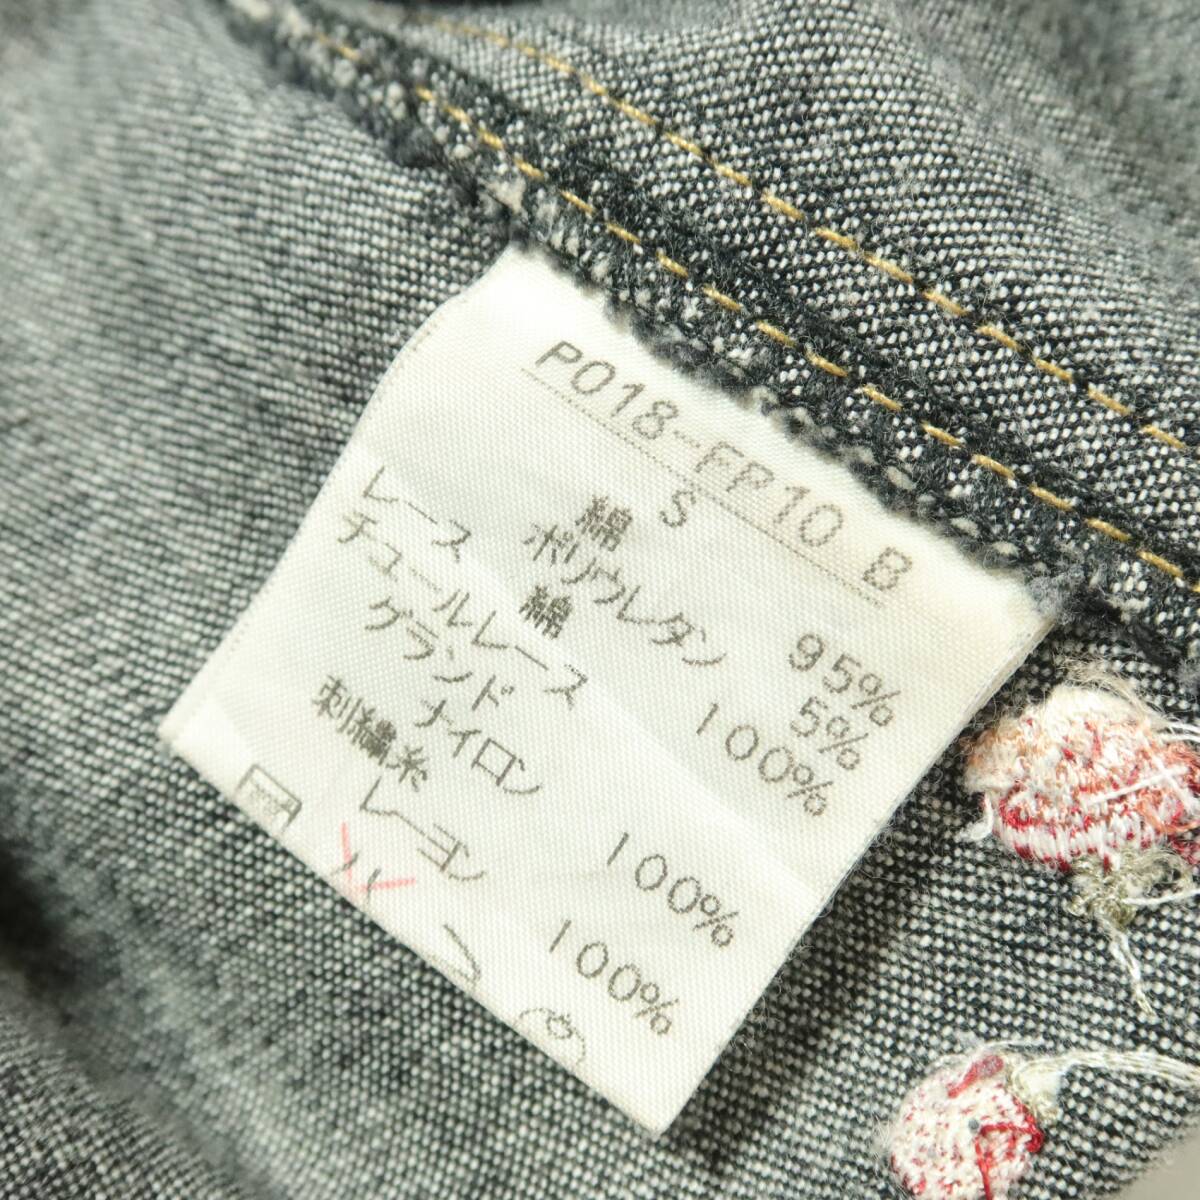 P018-FP10 B
S
綿 95%
ポリウレタン 5%
レース 綿 100%
チュールレース
グランド
ナイロン 100%
刺繍糸
レーヨン 100%